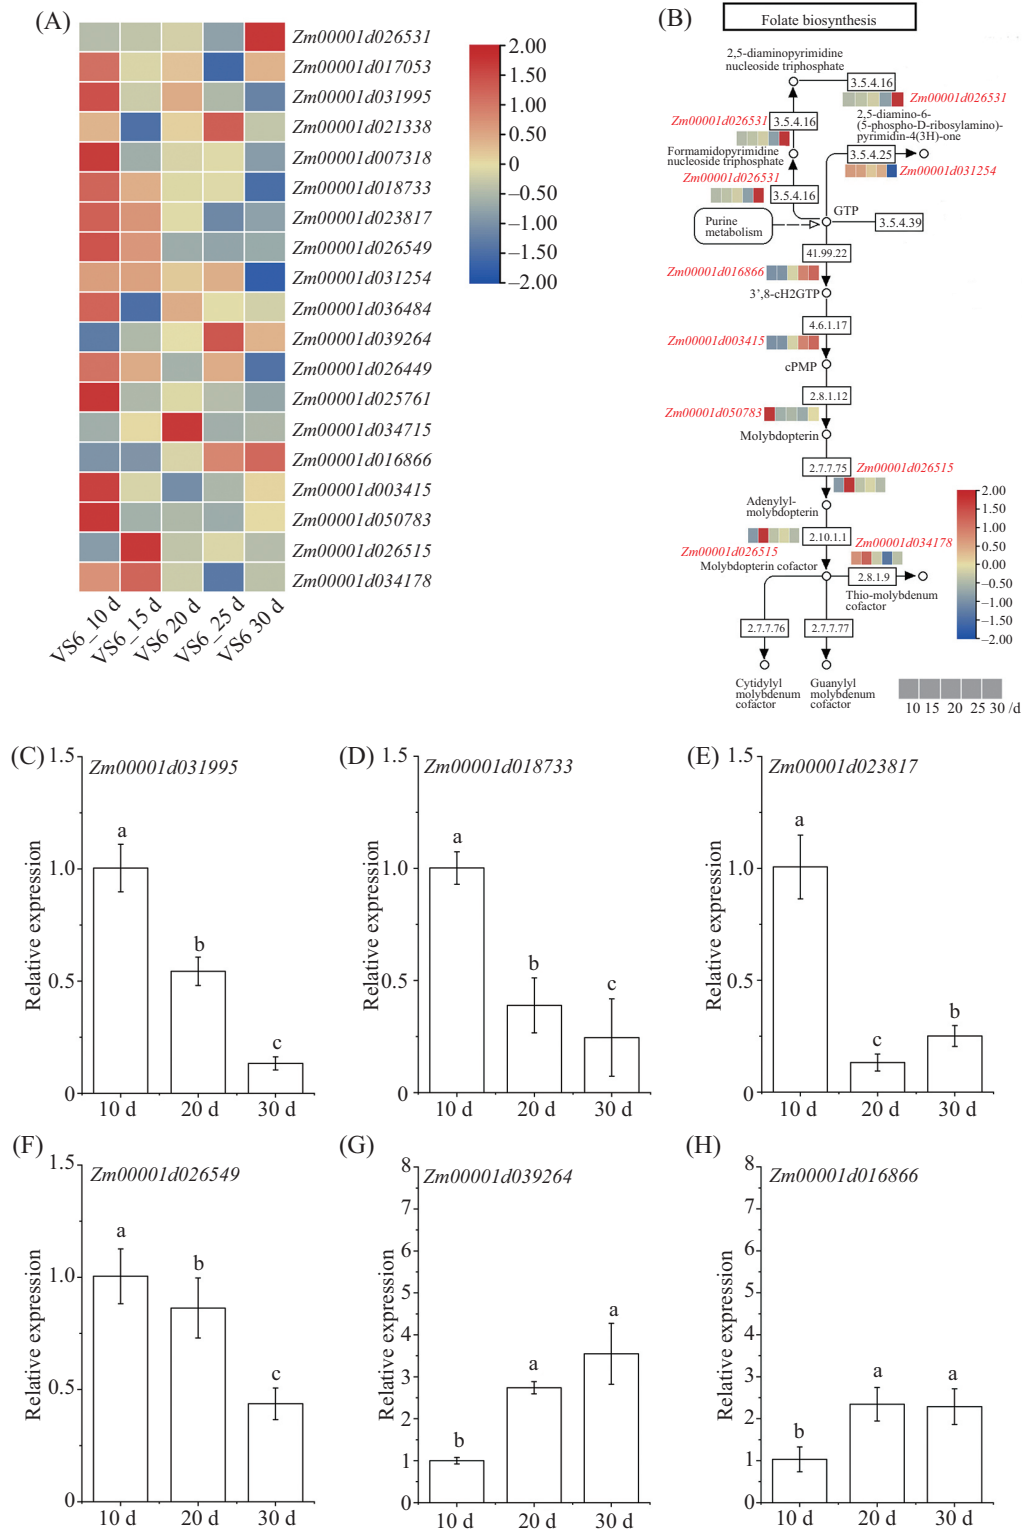 (A)
Zm00001d026531
Zm00001d017053
Zm00001d031995
Zm00001d021338
Zm00001d007318
Zm00001d018733
Zm00001d023817
Zm00001d026549
Zm00001d031254
Zm00001d036484
Zm00001d039264
Zm00001d026449
Zm00001d025761
Zm00001d034715
Zm00001d016866
Zm00001d003415
Zm00001d050783
Zm00001d026515
Zm00001d034178
VS6_10 d
VS6_15 d
VS6 20 d
VS6_25 d
VS6 30 d
2.00
1.50
1.00
0.50
0
−0.50
−1.00
−1.50
−2.00
(B)
Folate biosynthesis
2,5-diaminopyrimidine
nucleoside triphosphate
3.5.4.16
Zm00001d026531
2,5-diamino-6-
(5-phospho-D-ribosylamino)-
pyrimidin-4(3H)-one
Zm00001d026531
3.5.4.16
Formamidopyrimidine
nucleoside triphosphate
3.5.4.25
Zm00001d031254
Zm00001d026531
3.5.4.16
GTP
Purine
metabolism
3.5.4.39
41.99.22
Zm00001d016866
3',8-cH2GTP
4.6.1.17
Zm00001d003415
cPMP
2.8.1.12
Zm00001d050783
Molybdopterin
2.7.7.75
Zm00001d026515
Adenylyl-
molybdopterin
2.10.1.1
Zm00001d026515
Zm00001d034178
Molybdopterin cofactor
2.8.1.9
Thio-molybdenum
cofactor
2.7.7.76
2.7.7.77
Cytidylyl
molybdenum
cofactor
Guanylyl
molybdenum
cofactor
2.00
1.50
1.00
0.50
0.00
−0.50
−1.00
−1.50
−2.00
10 15 20 25 30 /d
(C)
Zm00001d031995
Relative expression
1.5
1.0
0.5
0
a
b
c
10 d
20 d
30 d
(D)
Zm00001d018733
Relative expression
1.5
1.0
0.5
0
a
b
c
10 d
20 d
30 d
(E)
Zm00001d023817
Relative expression
1.5
1.0
0.5
0
a
c
b
10 d
20 d
30 d
(F)
Zm00001d026549
Relative expression
1.5
1.0
0.5
0
a
b
c
10 d
20 d
30 d
(G)
Zm00001d039264
Relative expression
8
7
6
5
4
3
2
1
0
b
a
a
10 d
20 d
30 d
(H)
Zm00001d016866
Relative expression
8
7
6
5
4
3
2
1
0
b
a
a
10 d
20 d
30 d